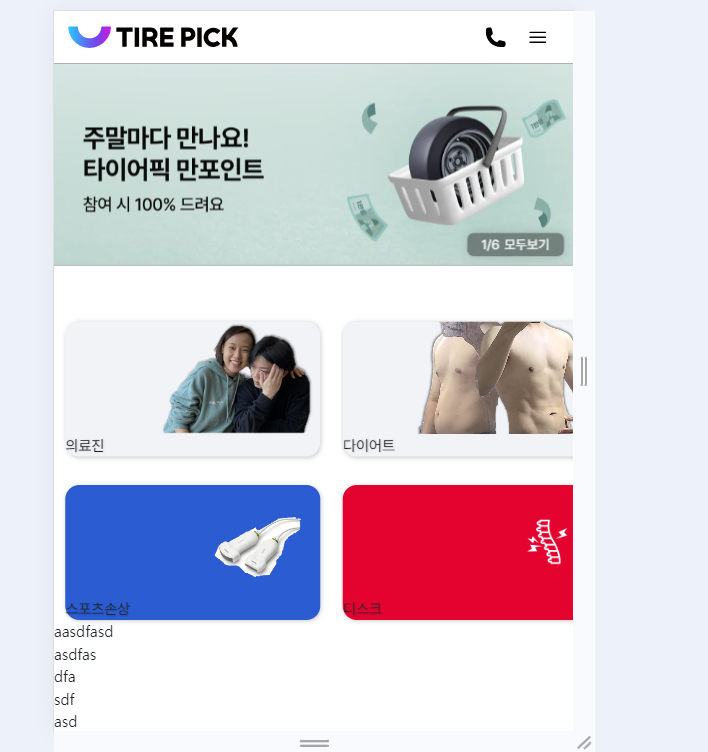 TIRE PICK
주말마다 만나요!
타이어픽 만포인트
참여 시 100% 드려요
1/6 모두보기
의료진
다이어트
스포츠손상
디스크
aasdfasd
asdfas
dfa
sdf
asd